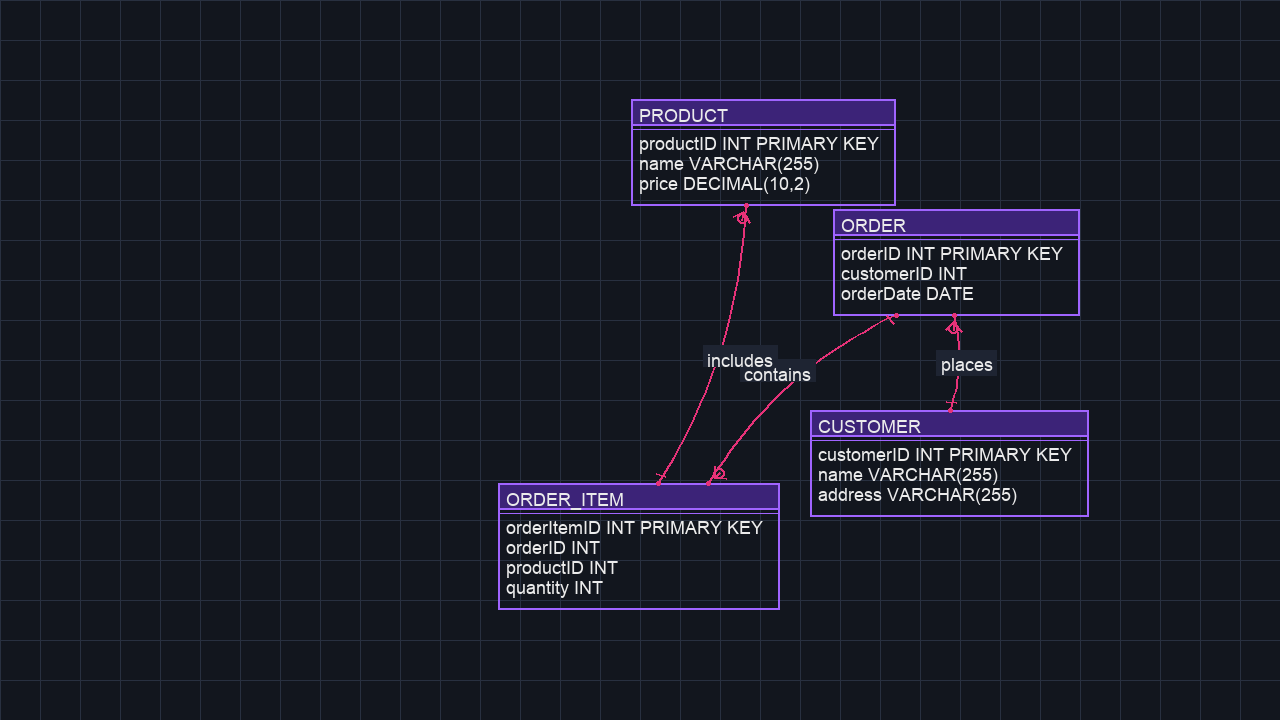 PRODUCT
productID INT PRIMARY KEY
name VARCHAR(255)
price DECIMAL(10,2)
ORDER
orderID INT PRIMARY KEY
customerID INT
orderDate DATE
includes
contains
places
CUSTOMER
customerID INT PRIMARY KEY
name VARCHAR(255)
address VARCHAR(255)
ORDER_ITEM
orderItemID INT PRIMARY KEY
orderID INT
productID INT
quantity INT